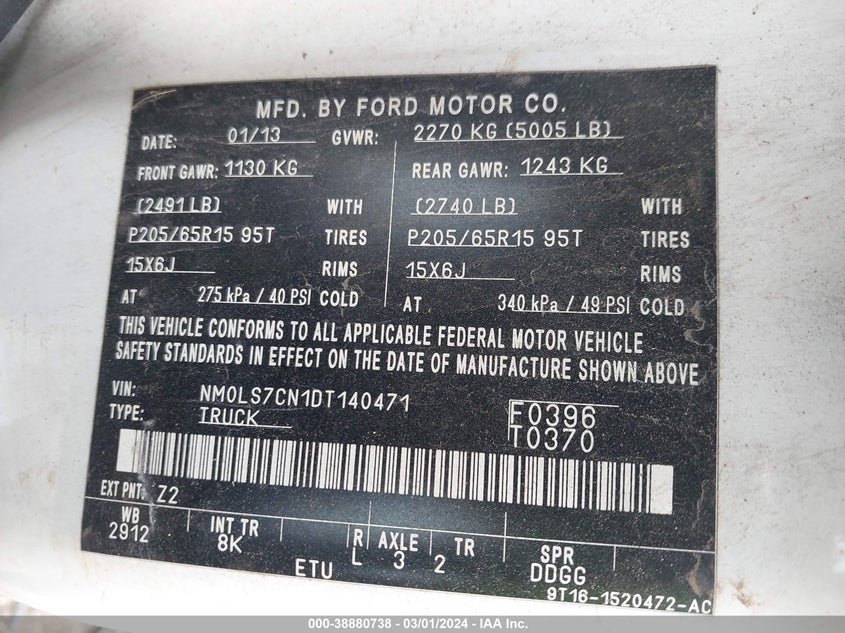 MFD. BY FORD MOTOR CO.
DATE: 01/13 GVWR: 2270 KG (5005 LB)
FRONT GAWR: 1130 KG REAR GAWR: 1243 KG
(2491 LB) WITH (2740 LB) WITH
P205/65R15 95T TIRES P205/65R15 95T TIRES
15X6J RIMS 15X6J RIMS
AT 275 kPa / 40 PSI COLD AT 340 kPa / 49 PSI COLD
THIS VEHICLE CONFORMS TO ALL APPLICABLE FEDERAL MOTOR VEHICLE
SAFETY STANDARDS IN EFFECT ON THE DATE OF MANUFACTURE SHOWN ABOVE
VIN: NM0LS7CN1DT140471 F0396
TYPE: TRUCK T0370
EXT PNT: Z2
WB INT TR R AXLE TR SPR
2912 8K L 3 2 DDGG
ETU 9T16-1520472-AC
000-38880738 - 03/01/2024 - IAA Inc.